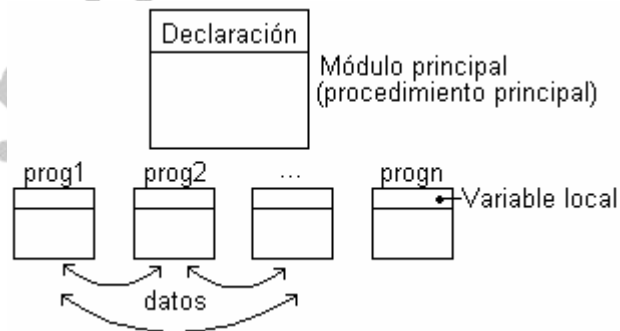 Declaración
Módulo principal
(procedimiento principal)
prog1
prog2
...
progn
Variable local
datos